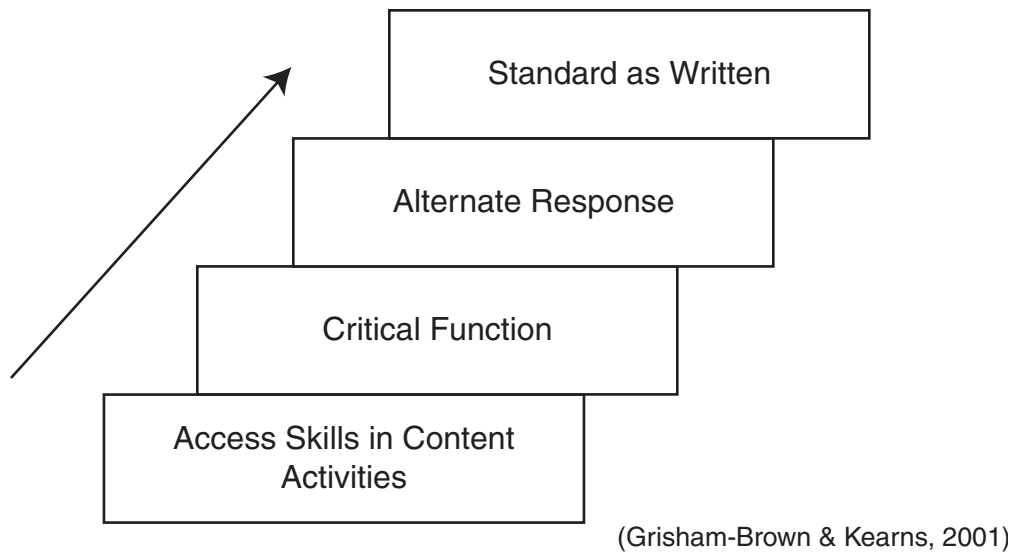 Standard as Written
Alternate Response
Critical Function
Access Skills in Content
Activities
(Grisham-Brown & Kearns, 2001)